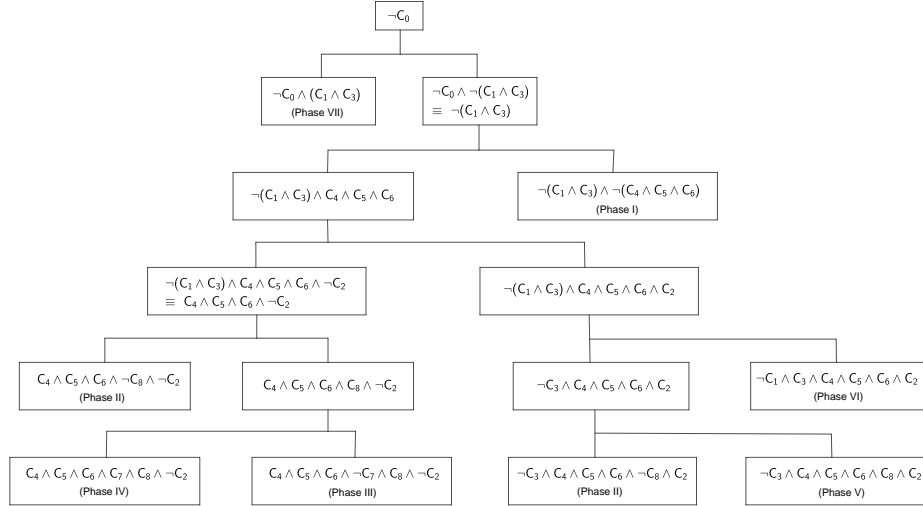 ¬C₀
¬C₀ ∧ (C₁ ∧ C₃)
(Phase VII)
¬C₀ ∧ ¬(C₁ ∧ C₃)
≡ ¬(C₁ ∧ C₃)
¬(C₁ ∧ C₃) ∧ C₄ ∧ C₅ ∧ C₆
¬(C₁ ∧ C₃) ∧ ¬(C₄ ∧ C₅ ∧ C₆)
(Phase I)
¬(C₁ ∧ C₃) ∧ C₄ ∧ C₅ ∧ C₆ ∧ ¬C₂
≡ C₄ ∧ C₅ ∧ C₆ ∧ ¬C₂
¬(C₁ ∧ C₃) ∧ C₄ ∧ C₅ ∧ C₆ ∧ C₂
C₄ ∧ C₅ ∧ C₆ ∧ ¬C₈ ∧ ¬C₂
(Phase II)
C₄ ∧ C₅ ∧ C₆ ∧ C₈ ∧ ¬C₂
¬C₃ ∧ C₄ ∧ C₅ ∧ C₆ ∧ C₂
¬C₁ ∧ C₃ ∧ C₄ ∧ C₅ ∧ C₆ ∧ C₂
(Phase VI)
C₄ ∧ C₅ ∧ C₆ ∧ C₇ ∧ C₈ ∧ ¬C₂
(Phase IV)
C₄ ∧ C₅ ∧ C₆ ∧ ¬C₇ ∧ C₈ ∧ ¬C₂
(Phase III)
¬C₃ ∧ C₄ ∧ C₅ ∧ C₆ ∧ ¬C₈ ∧ C₂
(Phase II)
¬C₃ ∧ C₄ ∧ C₅ ∧ C₆ ∧ C₈ ∧ C₂
(Phase V)